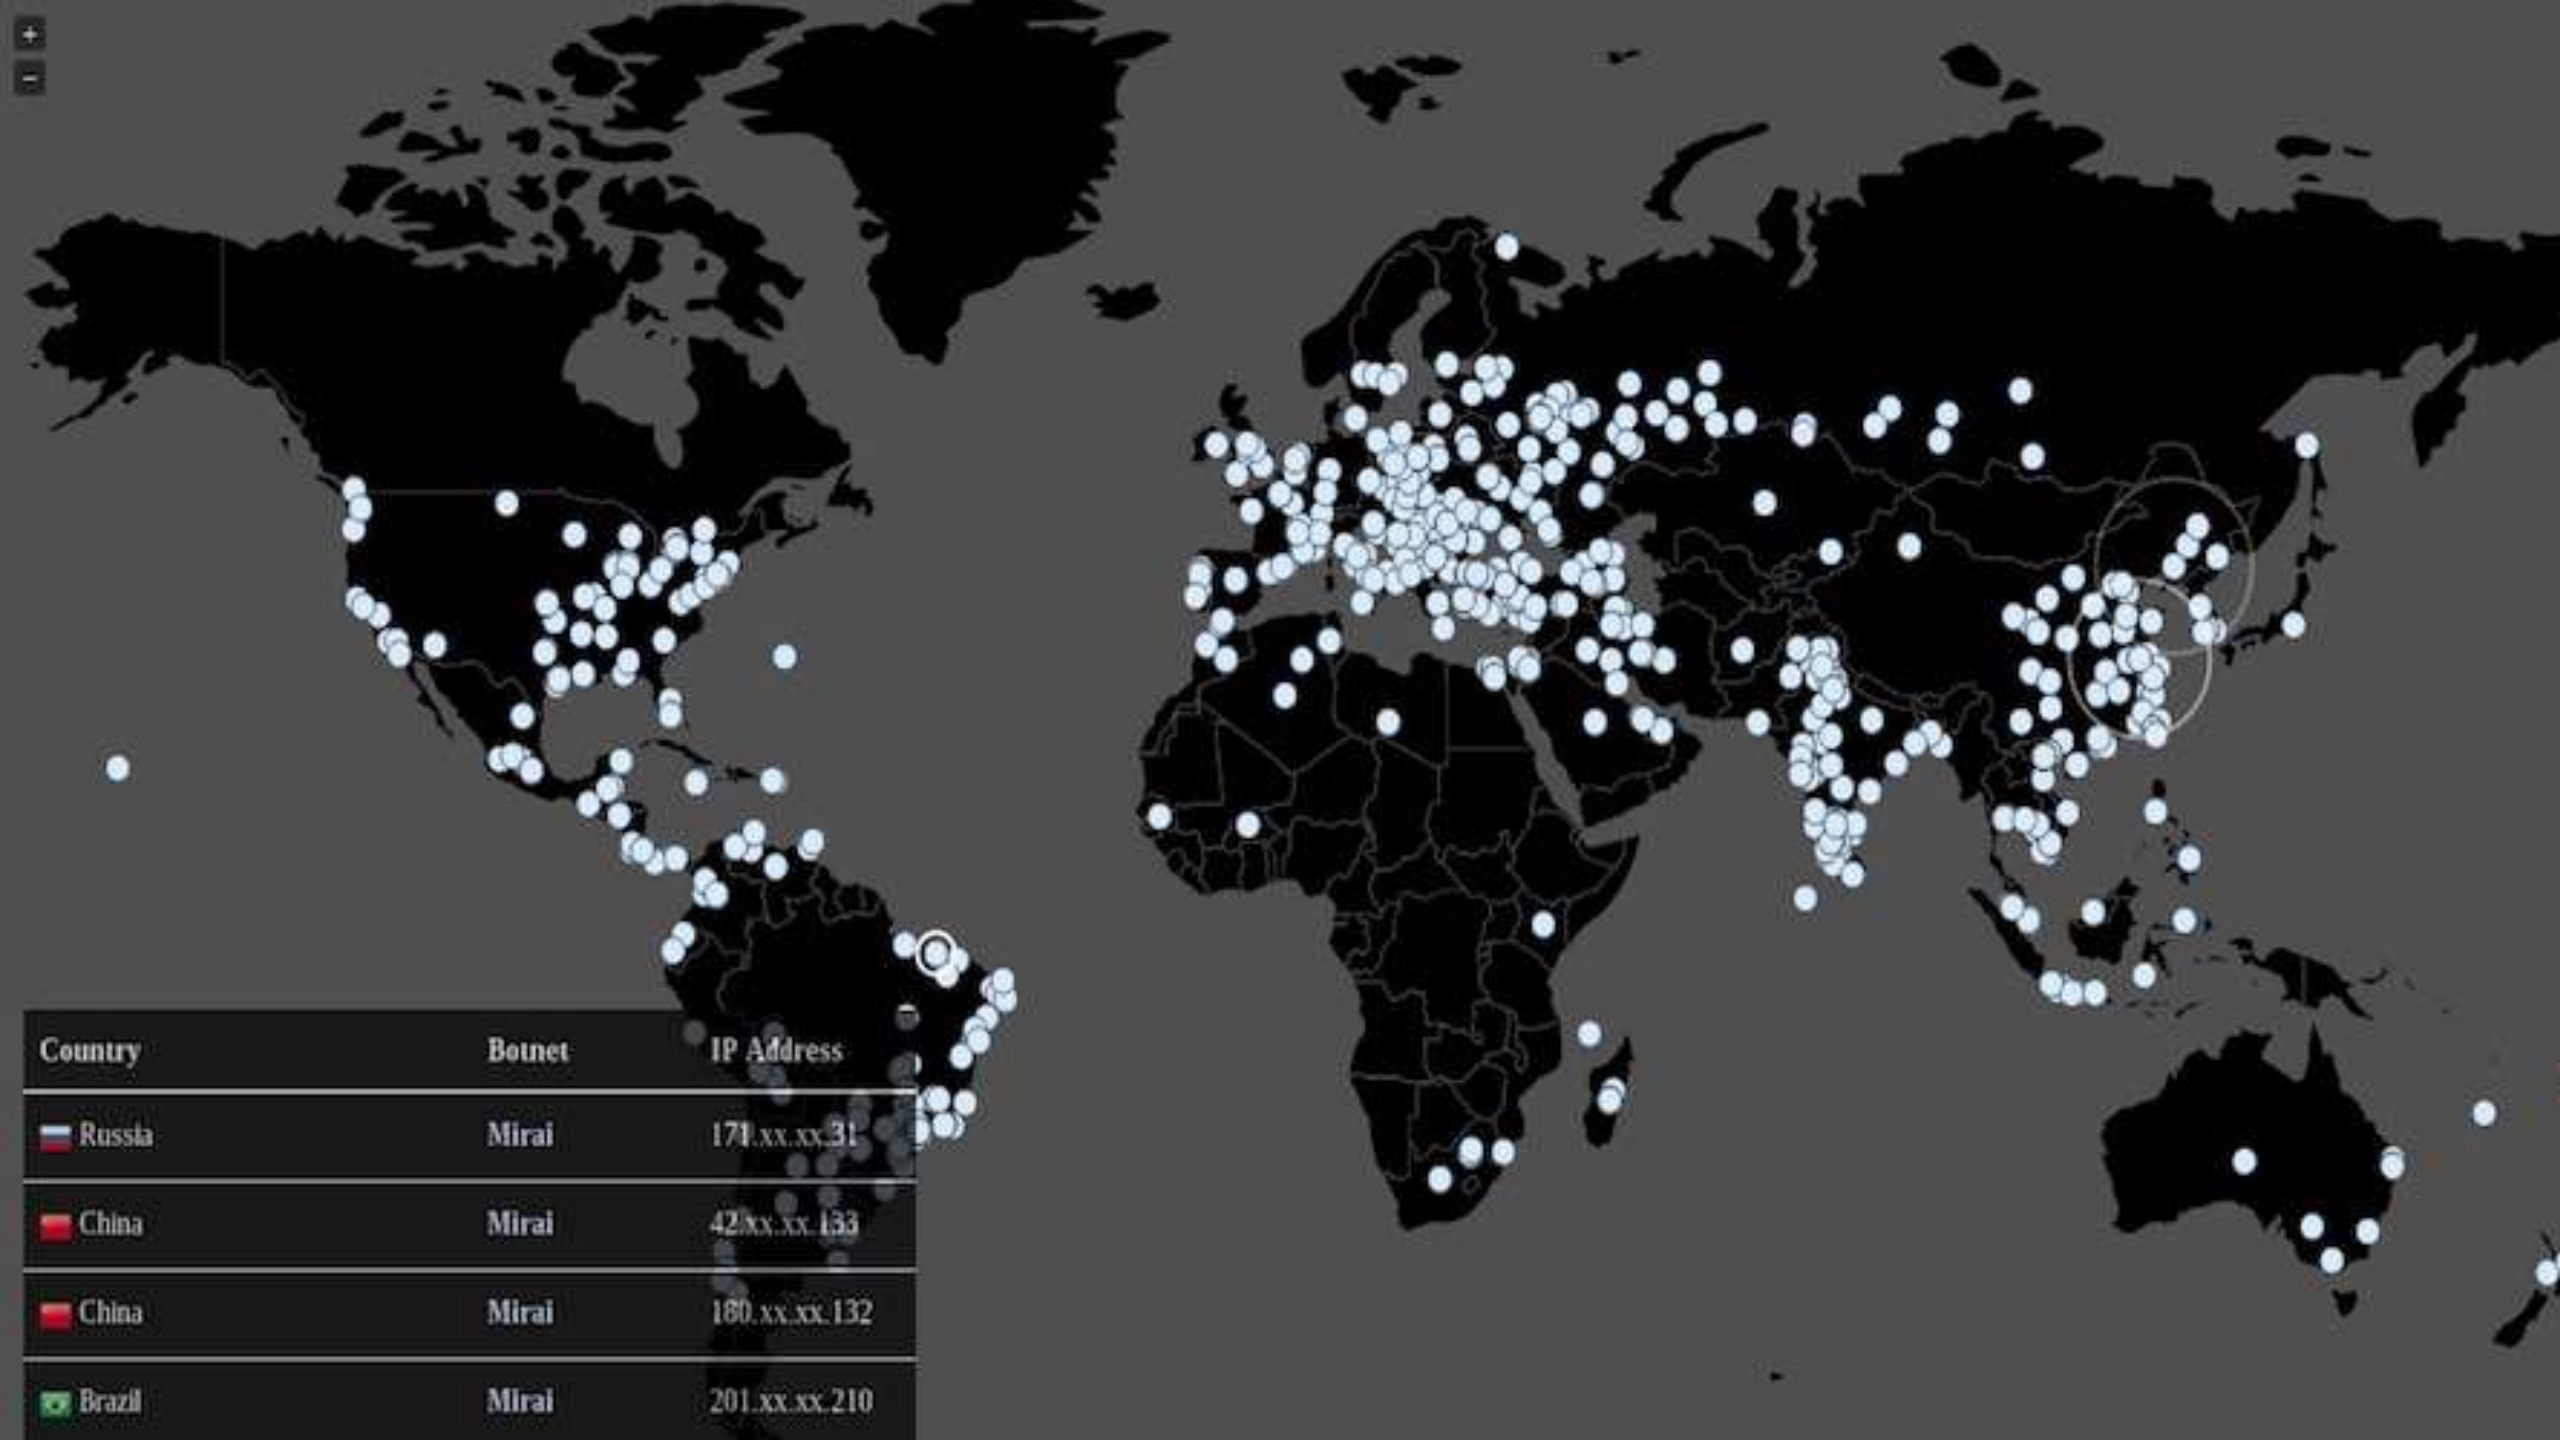 +
−
Country Botnet IP Address
Russia Mirai 171.xx.xx.31
China Mirai 42.xx.xx.133
China Mirai 180.xx.xx.132
Brazil Mirai 201.xx.xx.210